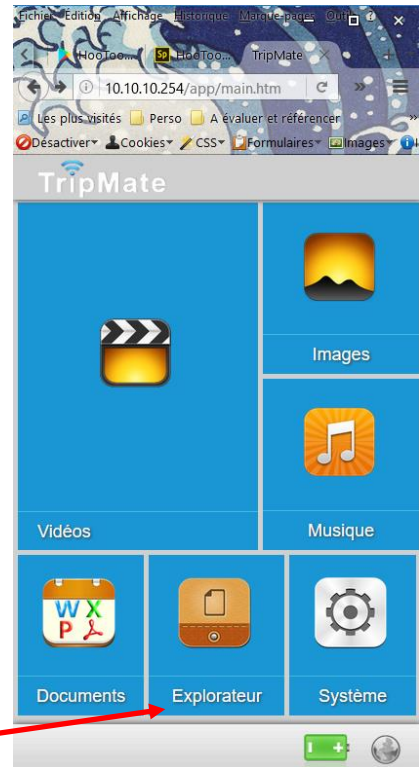 Fichier Édition Affichage Historique Marque-pages Outils ?
HooToo... HooToo... TripMate
10.10.10.254/app/main.htm
Les plus visités Perso A évaluer et référencer
Désactiver Cookies CSS Formulaires Images
TripMate
Images
Vidéos
Musique
W X
P
Documents Explorateur Système